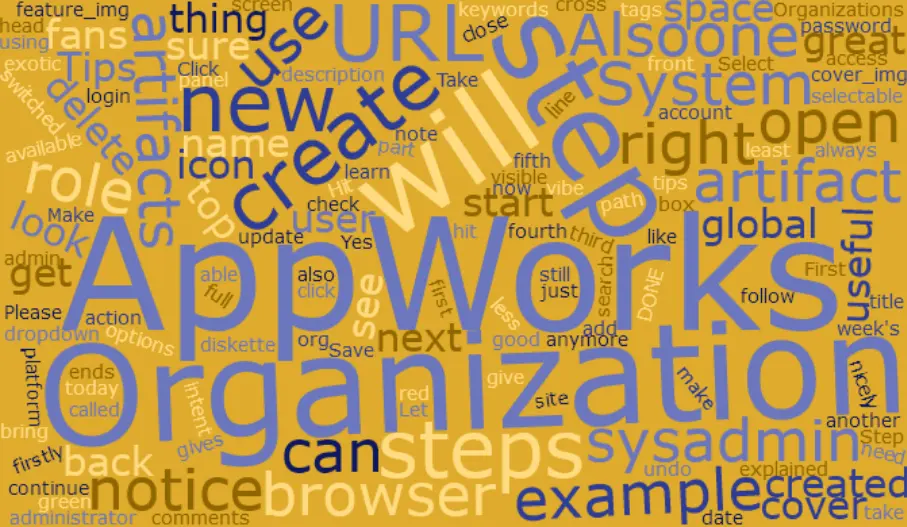 feature_img
screen
keywords
cross
tags
space
Organizations
head
thing
use
URL
close
Alsoone
password
using
fans
sure
great
exotic
Tips
Click
panel
description
Take
step
front
Select
access
switched
artifacts
new
System
cover_img
selectable
delete
login
create
will
line
account
open
name
note
part
right
least
always
available
icon
learn
fifth
visible
how
vibe
tips
artifact
role
top
Hit
check
start
path
box
look
Make
user
hit
fourth
third
like
global
useful
update
Yes
admin
get
AppWorks
able
also
see
first
still
search
First
full
click
just
DONE
follow
title
Please
action
less
add
week's
dropdown
options
diskette
org
Save
next
good
anymore
platform
Organization
ends
today
called
intent
red
Let
give
site
make
nicely
another
bring
firstly
gives
can
steps
sysadmin
Step
need
back
undo
explained
continue
green
notice
browser
example
created
cover
administrator
comments
date
take